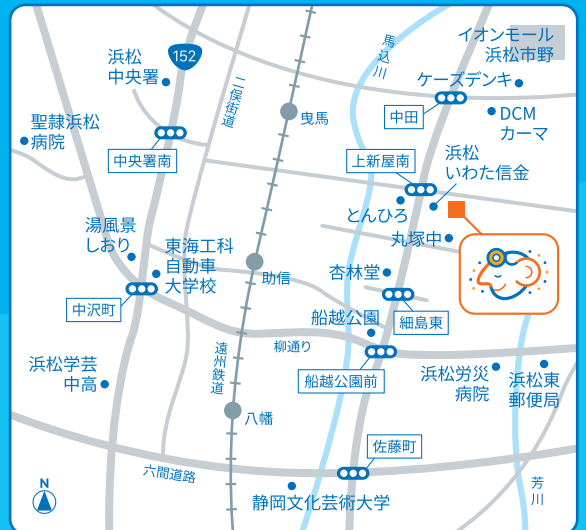 イオンモール
浜松市野
ケーズデンキ
浜松
中央署
152
馬込川
二俣街道
曳馬
中田
DCM
カーマ
聖隷浜松
病院
中央署南
上新屋南
浜松
いわた信金
とんひろ
丸塚中
湯風景
しおり
東海工科
自動車
大学校
助信
杏林堂
中沢町
船越公園
細島東
遠州鉄道
柳通り
船越公園前
浜松学芸
中高
浜松労災
病院
浜松東
郵便局
八幡
佐藤町
六間道路
N
静岡文化芸術大学
芳川